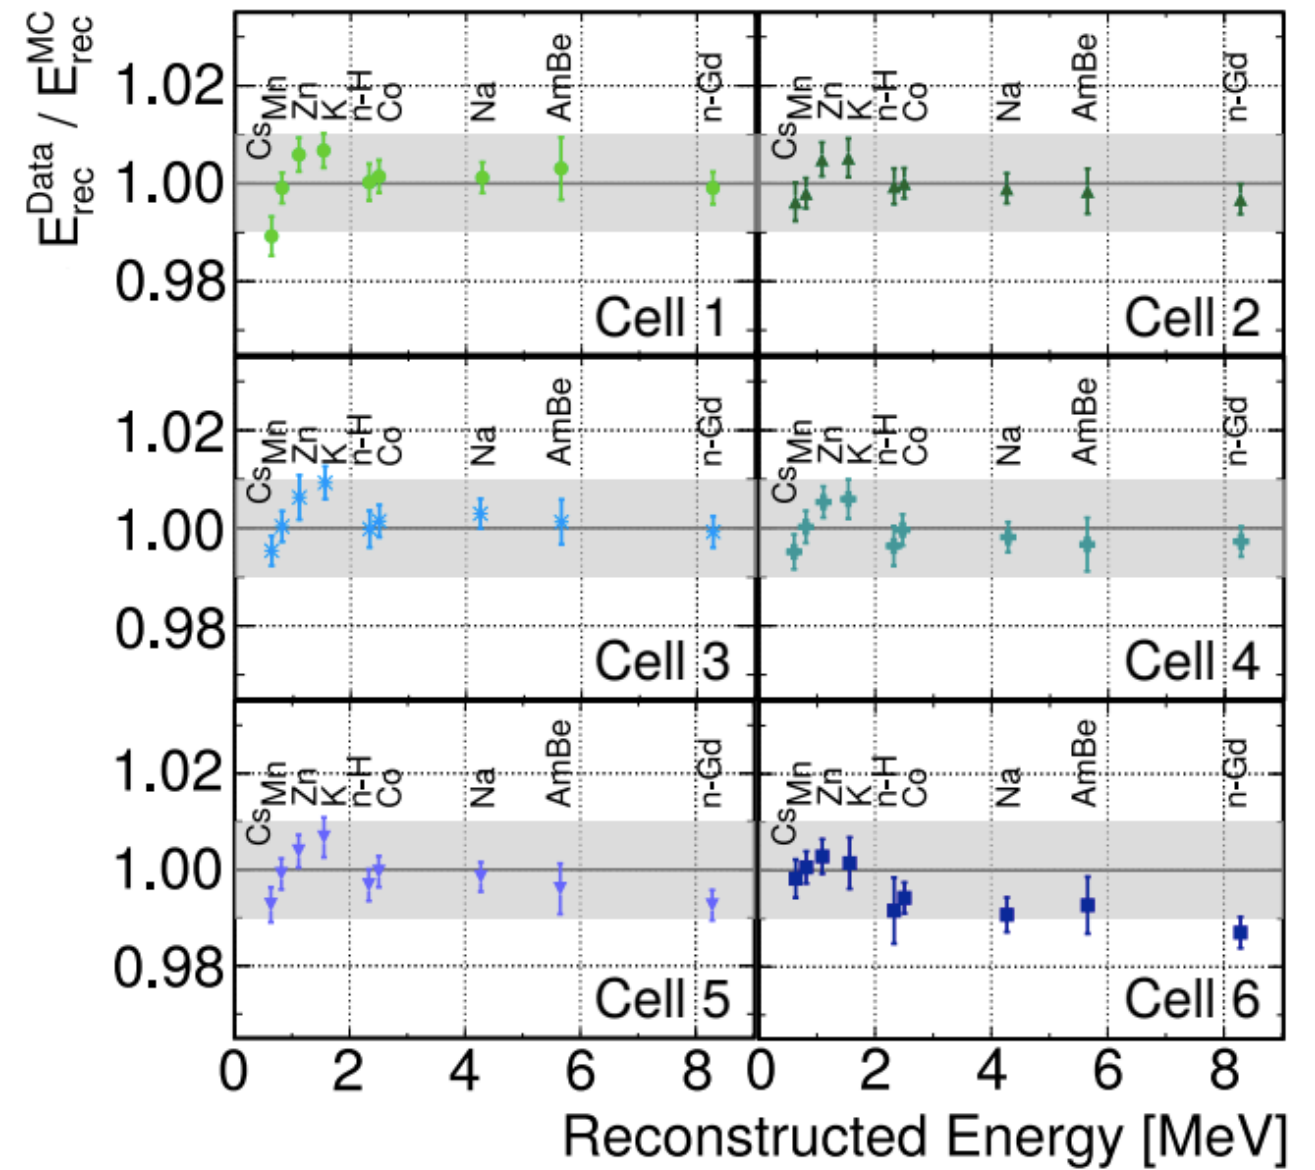 E_rec^Data / E_rec^MC
1.02
1.00
0.98
Cs Mn Zn K n-H Co Na AmBe n-Gd
Cell 1
Cs Mn Zn K n-H Co Na AmBe n-Gd
Cell 2
1.02
1.00
0.98
Cs Mn Zn K n-H Co Na AmBe n-Gd
Cell 3
Cs Mn Zn K n-H Co Na AmBe n-Gd
Cell 4
1.02
1.00
0.98
Cs Mn Zn K n-H Co Na AmBe n-Gd
Cell 5
Cs Mn Zn K n-H Co Na AmBe n-Gd
Cell 6
0 2 4 6 8 0 2 4 6 8
Reconstructed Energy [MeV]